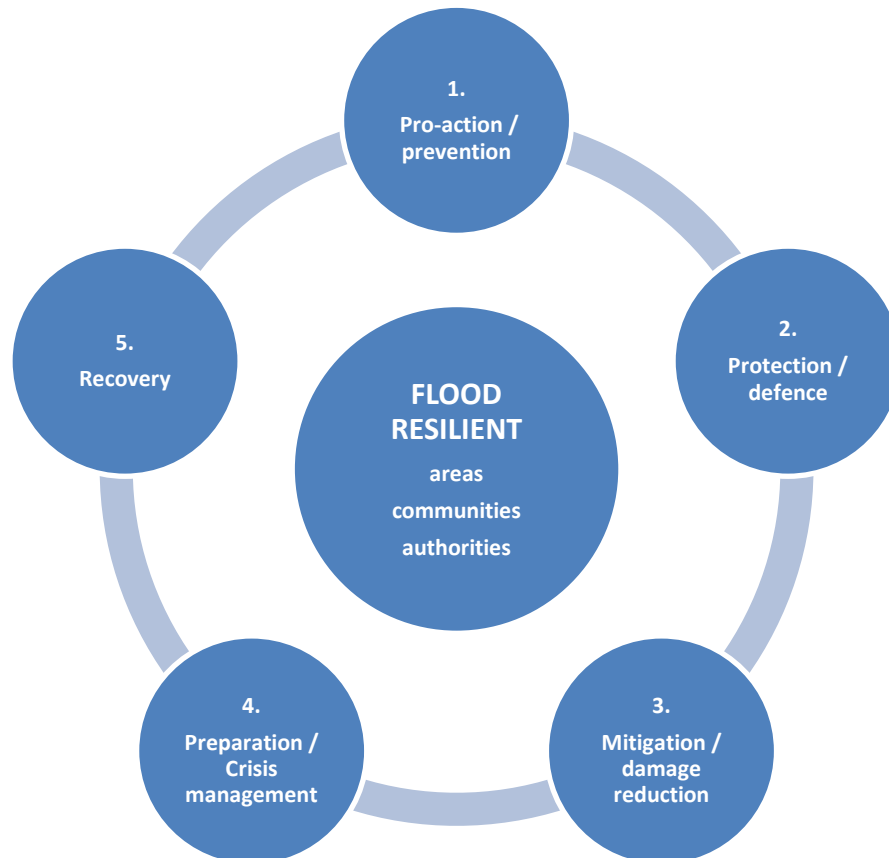 1.
Pro-action /
prevention
2.
Protection /
defence
3.
Mitigation /
damage
reduction
4.
Preparation /
Crisis
management
5.
Recovery
FLOOD
RESILIENT
areas
communities
authorities